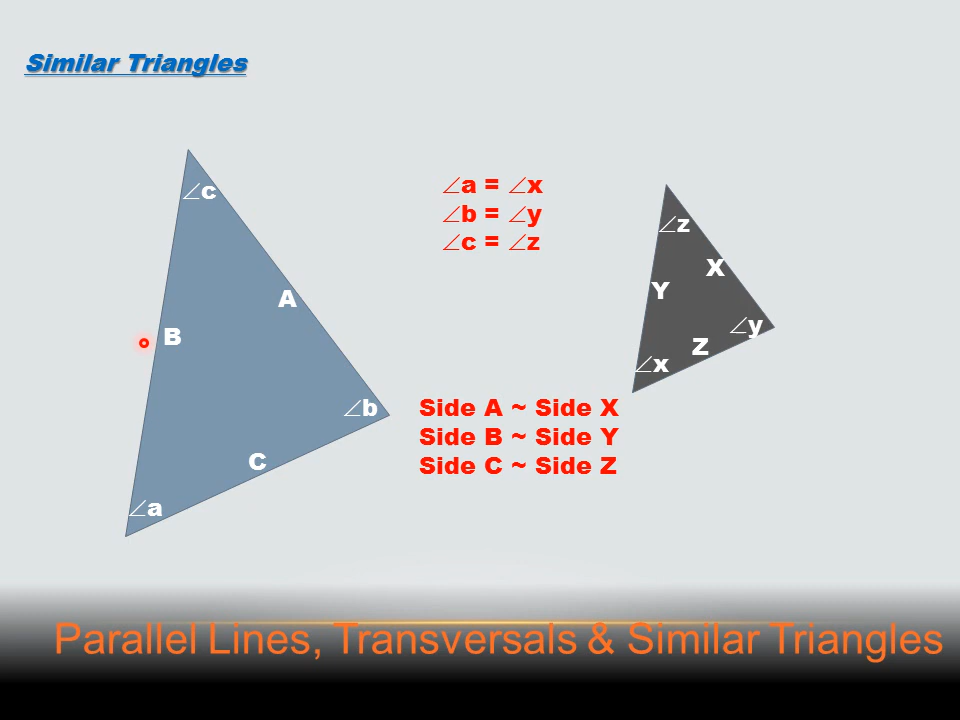 Similar Triangles
∠c
A
B
∠b
C
∠a
∠a = ∠x
∠b = ∠y
∠c = ∠z
∠z
X
Y
∠y
Z
∠x
Side A ~ Side X
Side B ~ Side Y
Side C ~ Side Z
Parallel Lines, Transversals & Similar Triangles